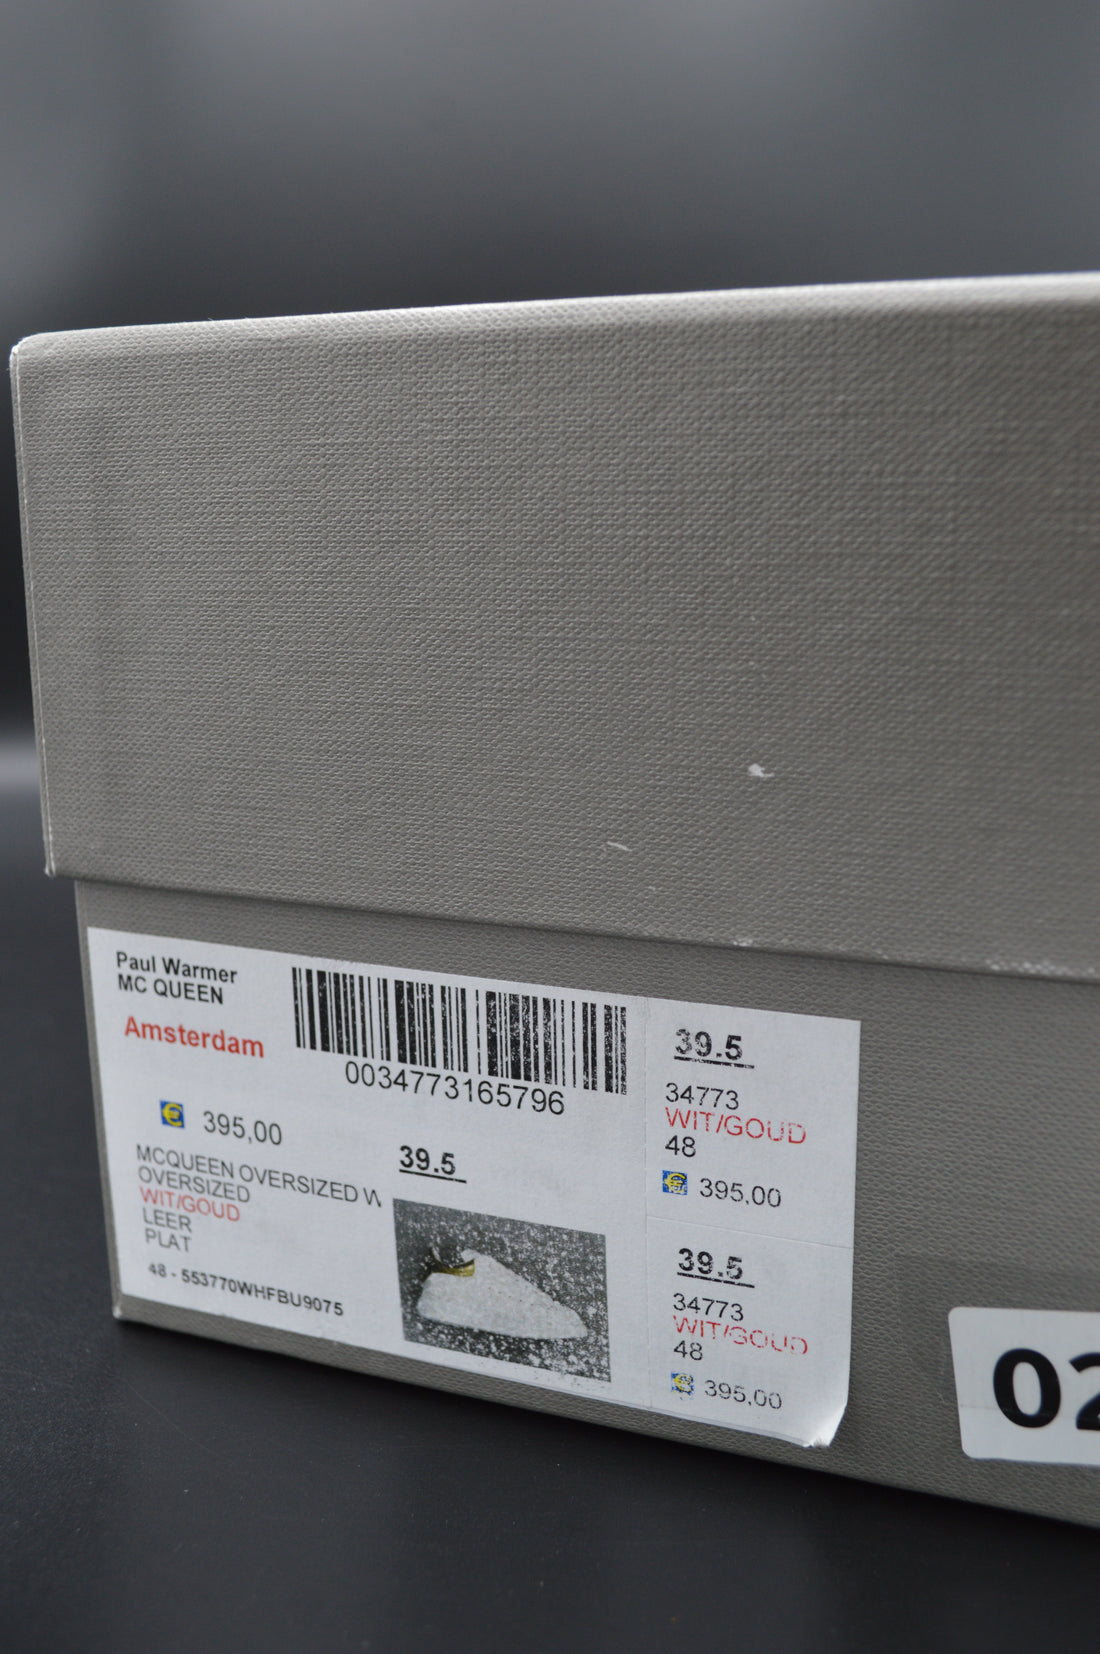 Paul Warmer
MC QUEEN
Amsterdam
0034773165796
€ 395,00
39.5
MCQUEEN OVERSIZED
OVERSIZED
WIT/GOUD
LEER
PLAT
48 - 553770WHFBU9075
39.5
34773
WIT/GOUD
48
€ 395,00
39.5
34773
WIT/GOUD
48
€ 395,00
02